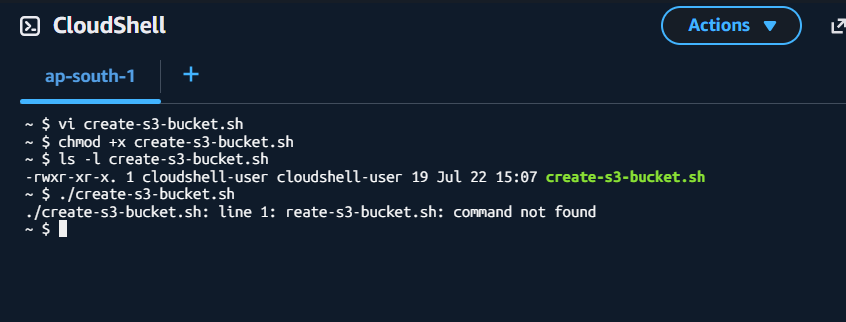 CloudShell
Actions
ap-south-1
+
~ $ vi create-s3-bucket.sh
~ $ chmod +x create-s3-bucket.sh
~ $ ls -l create-s3-bucket.sh
-rwxr-xr-x. 1 cloudshell-user cloudshell-user 19 Jul 22 15:07 create-s3-bucket.sh
~ $ ./create-s3-bucket.sh
./create-s3-bucket.sh: line 1: reate-s3-bucket.sh: command not found
~ $